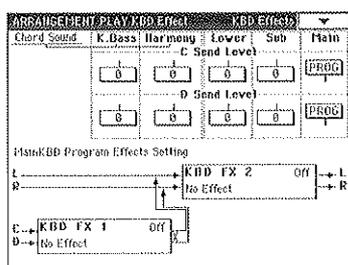 ARRANGEMENT PLAY KBD Effect KBD Effects
Chord Sound K.Bass Harmony Lower Sub Main
C Send Level
0 0 0 0 PROG
D Send Level
0 0 0 0 PROG
MainKBD Program Effects Setting
L KBD FX 2 Off L
R No Effect R
C KBD FX 1 Off
D No Effect